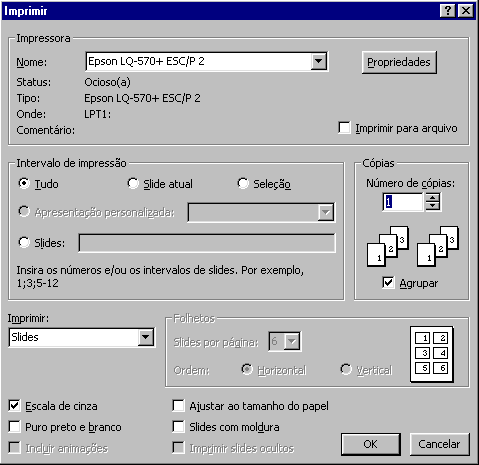 Imprimir
Impressora
Nome: Epson LQ-570+ ESC/P 2 Propriedades
Status: Ocioso(a)
Tipo: Epson LQ-570+ ESC/P 2
Onde: LPT1:
Comentário: Imprimir para arquivo
Intervalo de impressão
Tudo Slide atual Seleção
Apresentação personalizada:
Slides:
Insira os números e/ou os intervalos de slides. Por exemplo,
1;3;5-12
Cópias
Número de cópias:
1
1 2 3 1 2 3
Agrupar
Imprimir:
Slides
Folhetos
Slides por página: 6
Ordem: Horizontal Vertical
1 2
3 4
5 6
Escala de cinza Ajustar ao tamanho do papel
Puro preto e branco Slides com moldura
Incluir animações Imprimir slides ocultos
OK Cancelar